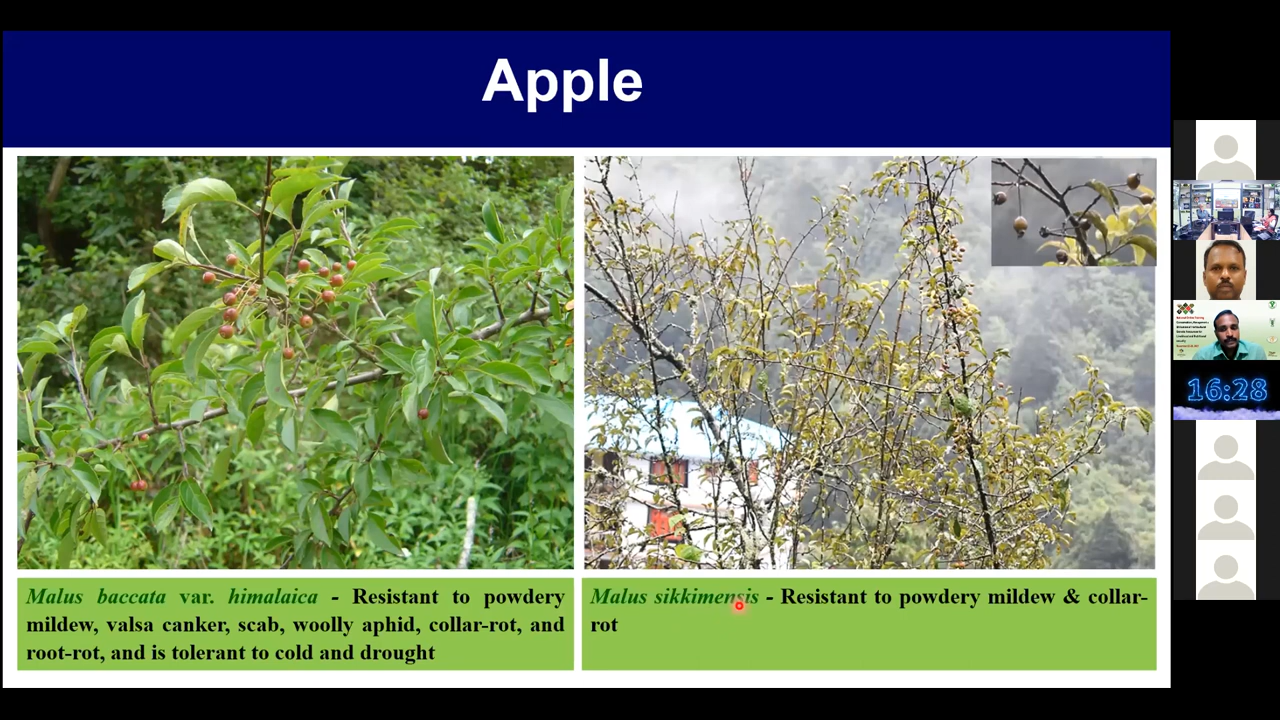 Apple
Malus baccata var. himalaica - Resistant to powdery
mildew, valsa canker, scab, woolly aphid, collar-rot, and
root-rot, and is tolerant to cold and drought
Malus sikkimensis - Resistant to powdery mildew & collar-
rot
16:28